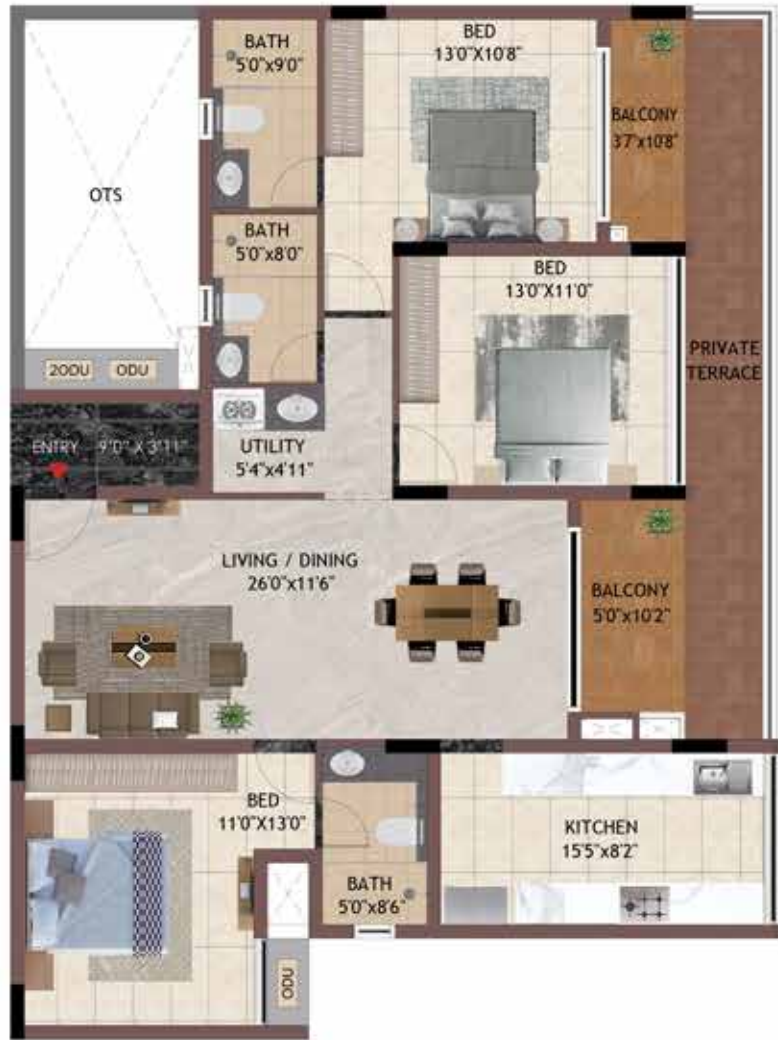 BATH
5'0"x9'0"
BED
13'0"X10'8"
BALCONY
3'7"x10'8"
OTS
BATH
5'0"x8'0"
BED
13'0"X11'0"
PRIVATE
TERRACE
2ODU
ODU
ENTRY 9'0" X 3'11"
UTILITY
5'4"x4'11"
LIVING / DINING
26'0"x11'6"
BALCONY
5'0"x10'2"
BED
11'0"X13'0"
KITCHEN
15'5"x8'2"
BATH
5'0"x8'6"
ODU